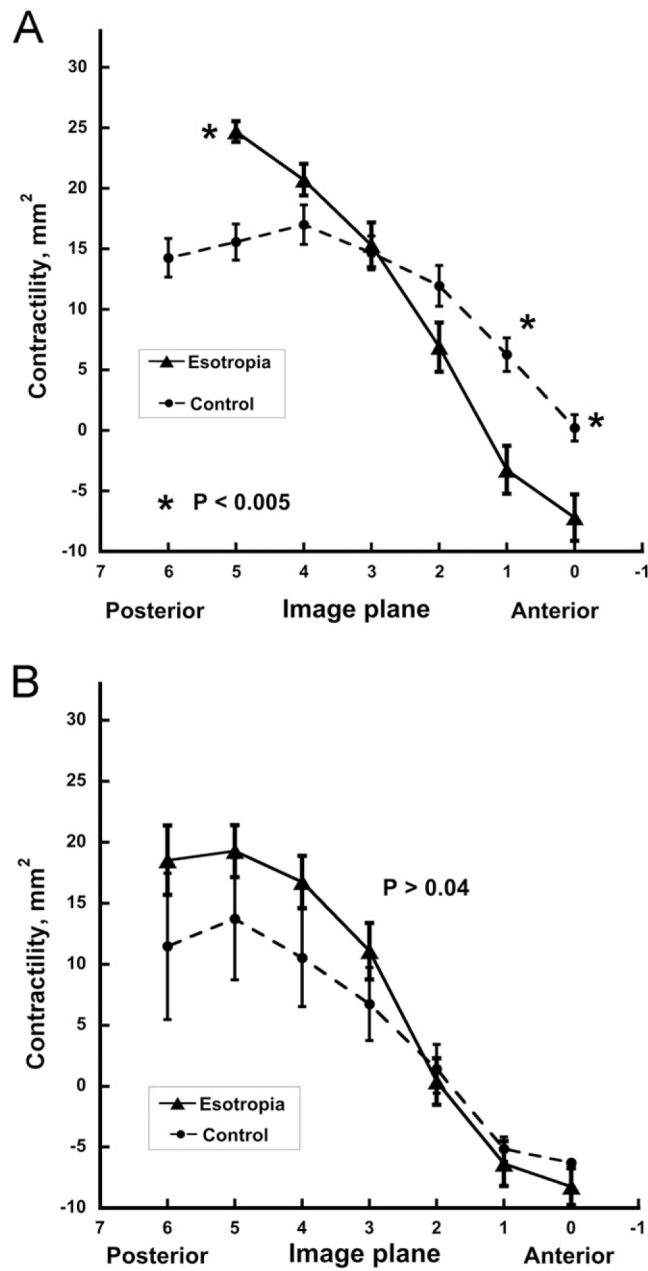 A
30
25
20
15
10
5
0
-5
-10
Contractility, mm²
* 
*
*
Esotropia
Control
* P < 0.005
7 6 5 4 3 2 1 0 -1
Posterior Image plane Anterior
B
30
25
20
15
10
5
0
-5
-10
Contractility, mm²
P > 0.04
Esotropia
Control
7 6 5 4 3 2 1 0 -1
Posterior Image plane Anterior